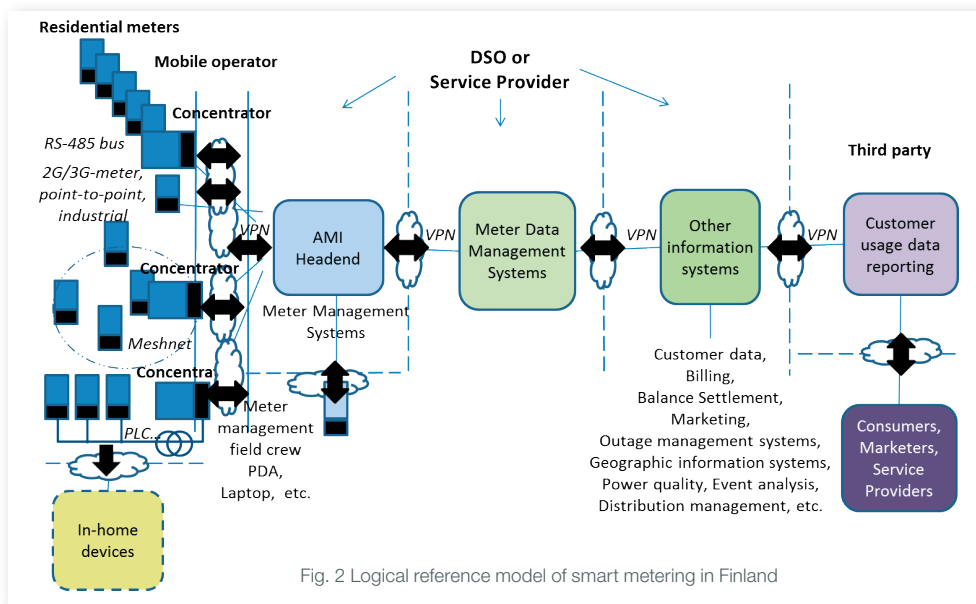 Residential meters
Mobile operator
DSO or
Service Provider
Concentrator
RS-485 bus
2G/3G-meter,
point-to-point,
industrial
Third party
VPN
AMI
Headend
VPN
Meter Data
Management
Systems
VPN
Other
information
systems
VPN
Customer
usage data
reporting
Concentrator
Meter Management
Systems
Meshnet
Concentrat
PLC...
Meter
management
field crew
PDA,
Laptop, etc.
Customer data,
Billing,
Balance Settlement,
Marketing,
Outage management systems,
Geographic information systems,
Power quality, Event analysis,
Distribution management, etc.
Consumers,
Marketers,
Service
Providers
In-home
devices
Fig. 2 Logical reference model of smart metering in Finland